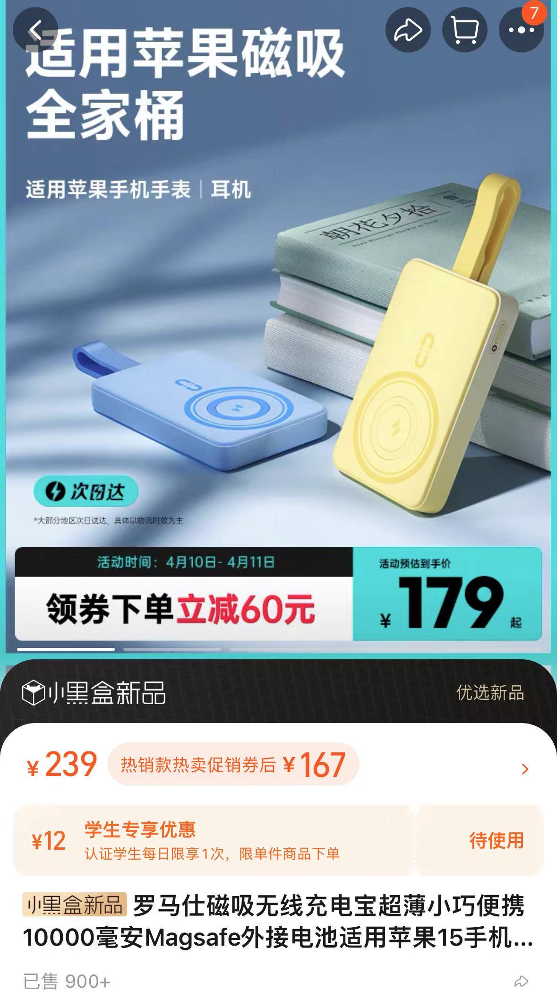 7
适用苹果磁吸
全家桶
适用苹果手机手表｜耳机
朝花夕拾
鲁迅
次日达
*大部分地区次日送达，具体以物流时效为主
活动时间：4月10日- 4月11日
领券下单立减60元
活动预估到手价
¥ 179 起
小黑盒新品
优选新品
¥ 239 热销款热卖促销券后 ¥ 167
¥12
学生专享优惠
认证学生每日限享1次，限单件商品下单
待使用
小黑盒新品 罗马仕磁吸无线充电宝超薄小巧便携
10000毫安Magsafe外接电池适用苹果15手机...
已售 900+